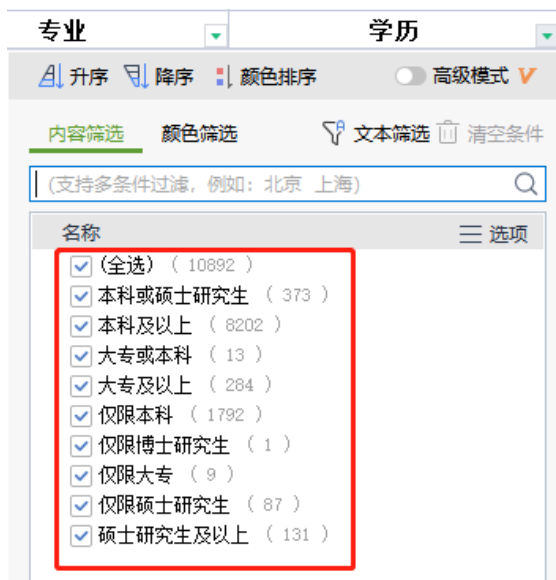 专业 学历
升序 降序 颜色排序 高级模式
内容筛选 颜色筛选 文本筛选 清空条件
(支持多条件过滤，例如：北京 上海)
名称 选项
(全选) ( 10892 )
本科或硕士研究生 ( 373 )
本科及以上 ( 8202 )
大专或本科 ( 13 )
大专及以上 ( 284 )
仅限本科 ( 1792 )
仅限博士研究生 ( 1 )
仅限大专 ( 9 )
仅限硕士研究生 ( 87 )
硕士研究生及以上 ( 131 )